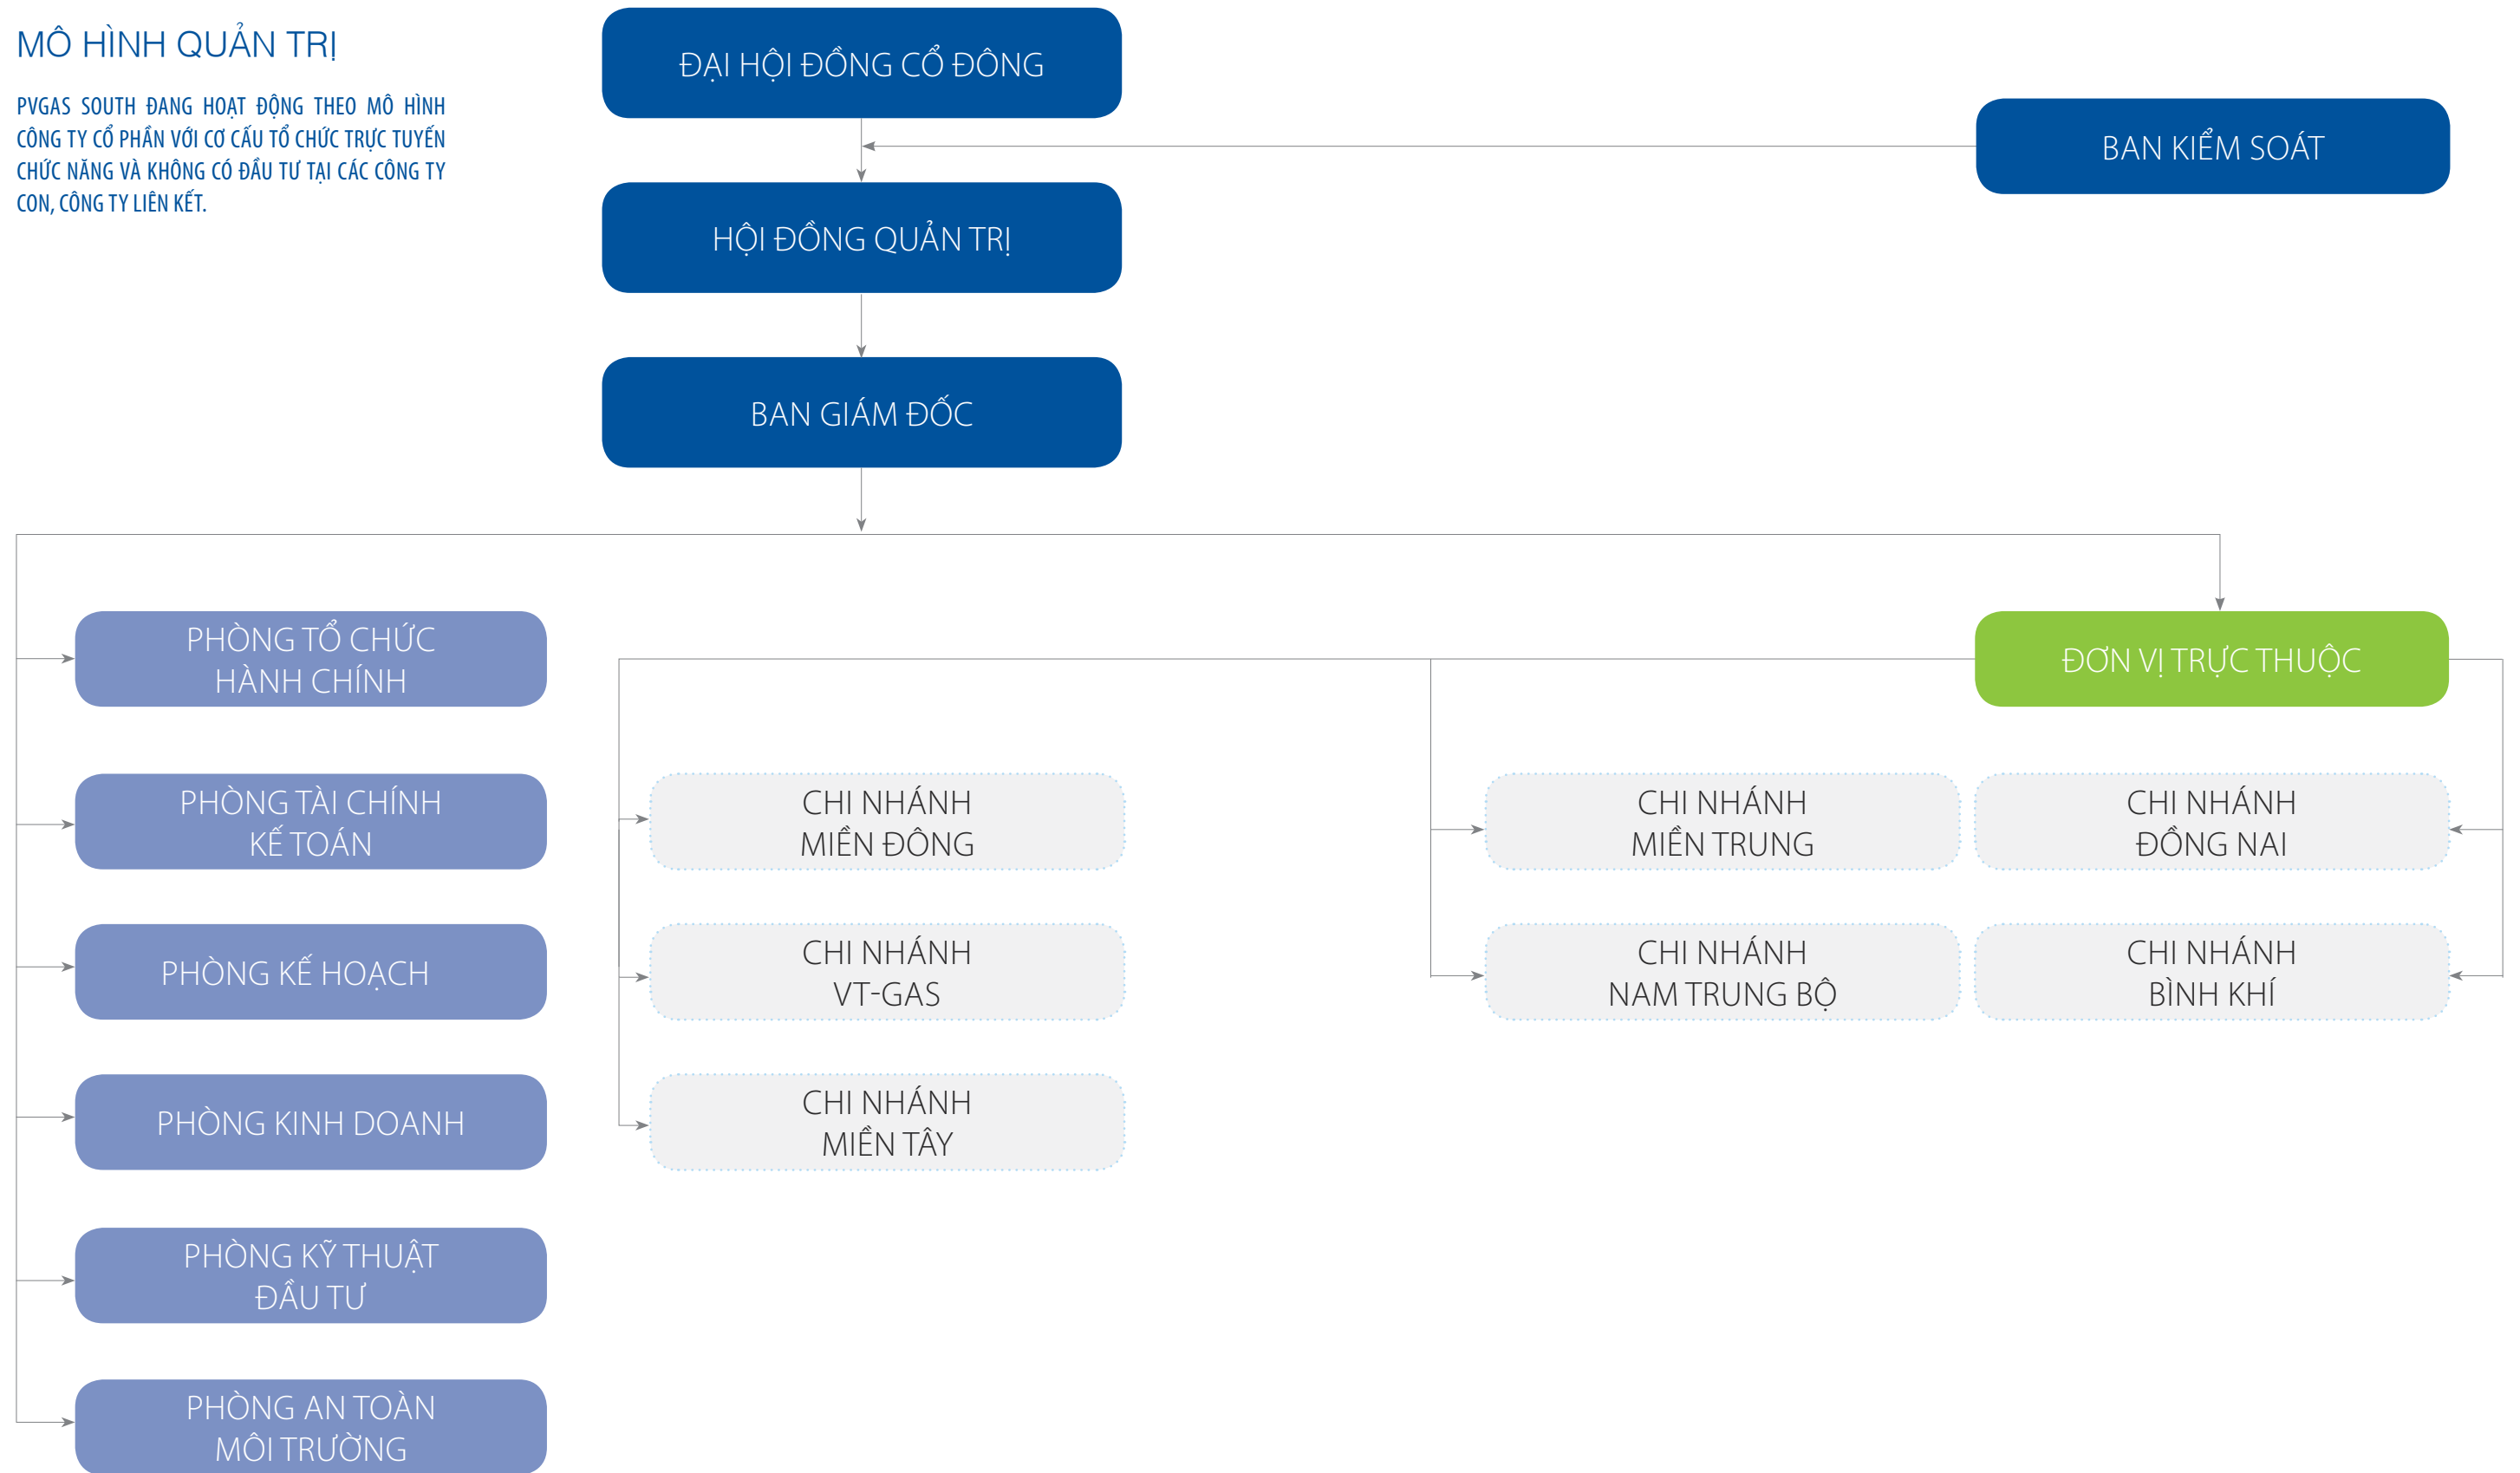 MÔ HÌNH QUẢN TRỊ
PVGAS SOUTH ĐANG HOẠT ĐỘNG THEO MÔ HÌNH
CÔNG TY CỔ PHẦN VỚI CƠ CẤU TỔ CHỨC TRỰC TUYẾN
CHỨC NĂNG VÀ KHÔNG CÓ ĐẦU TƯ TẠI CÁC CÔNG TY
CON, CÔNG TY LIÊN KẾT.
ĐẠI HỘI ĐỒNG CỔ ĐÔNG
BAN KIỂM SOÁT
HỘI ĐỒNG QUẢN TRỊ
BAN GIÁM ĐỐC
PHÒNG TỔ CHỨC
HÀNH CHÍNH
PHÒNG TÀI CHÍNH
KẾ TOÁN
PHÒNG KẾ HOẠCH
PHÒNG KINH DOANH
PHÒNG KỸ THUẬT
ĐẦU TƯ
PHÒNG AN TOÀN
MÔI TRƯỜNG
ĐƠN VỊ TRỰC THUỘC
CHI NHÁNH
MIỀN ĐÔNG
CHI NHÁNH
VT-GAS
CHI NHÁNH
MIỀN TÂY
CHI NHÁNH
MIỀN TRUNG
CHI NHÁNH
NAM TRUNG BỘ
CHI NHÁNH
ĐỒNG NAI
CHI NHÁNH
BÌNH KHÍ